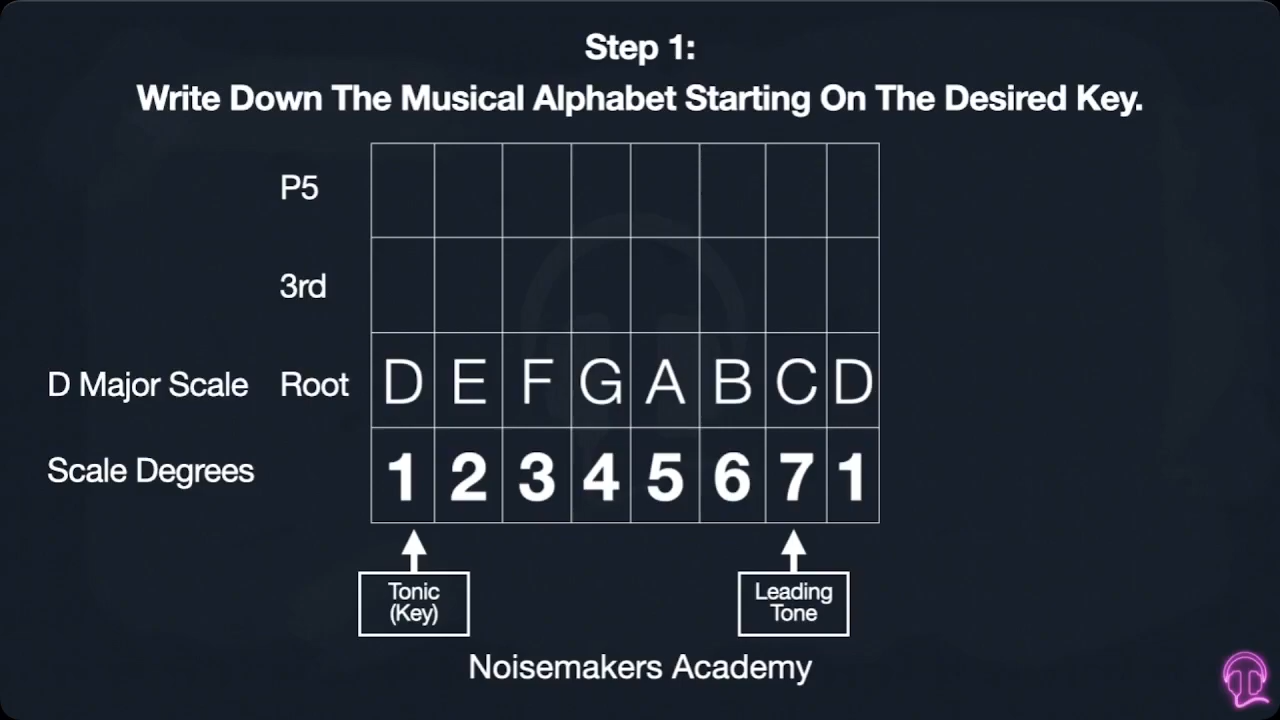 Step 1:
Write Down The Musical Alphabet Starting On The Desired Key.
P5
3rd
D Major Scale Root D E F G A B C D
Scale Degrees 1 2 3 4 5 6 7 1
Tonic
(Key)
Leading
Tone
Noisemakers Academy